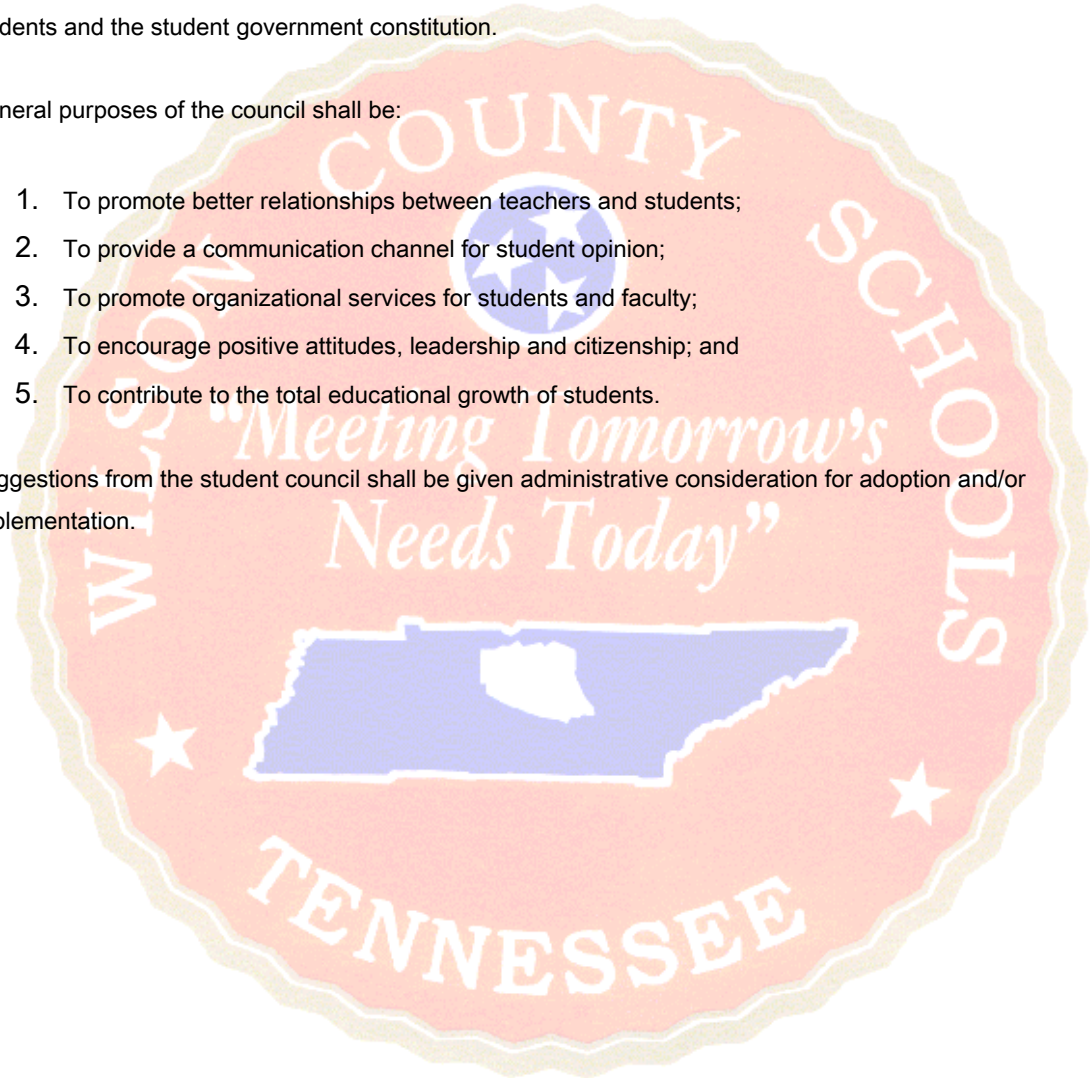 dents and the student government constitution.
neral purposes of the council shall be:
1. To promote better relationships between teachers and students;
2. To provide a communication channel for student opinion;
3. To promote organizational services for students and faculty;
4. To encourage positive attitudes, leadership and citizenship; and
5. To contribute to the total educational growth of students.
ggestions from the student council shall be given administrative consideration for adoption and/or
plementation.
WILSON COUNTY SCHOOLS
"Meeting Tomorrow's
Needs Today"
TENNESSEE